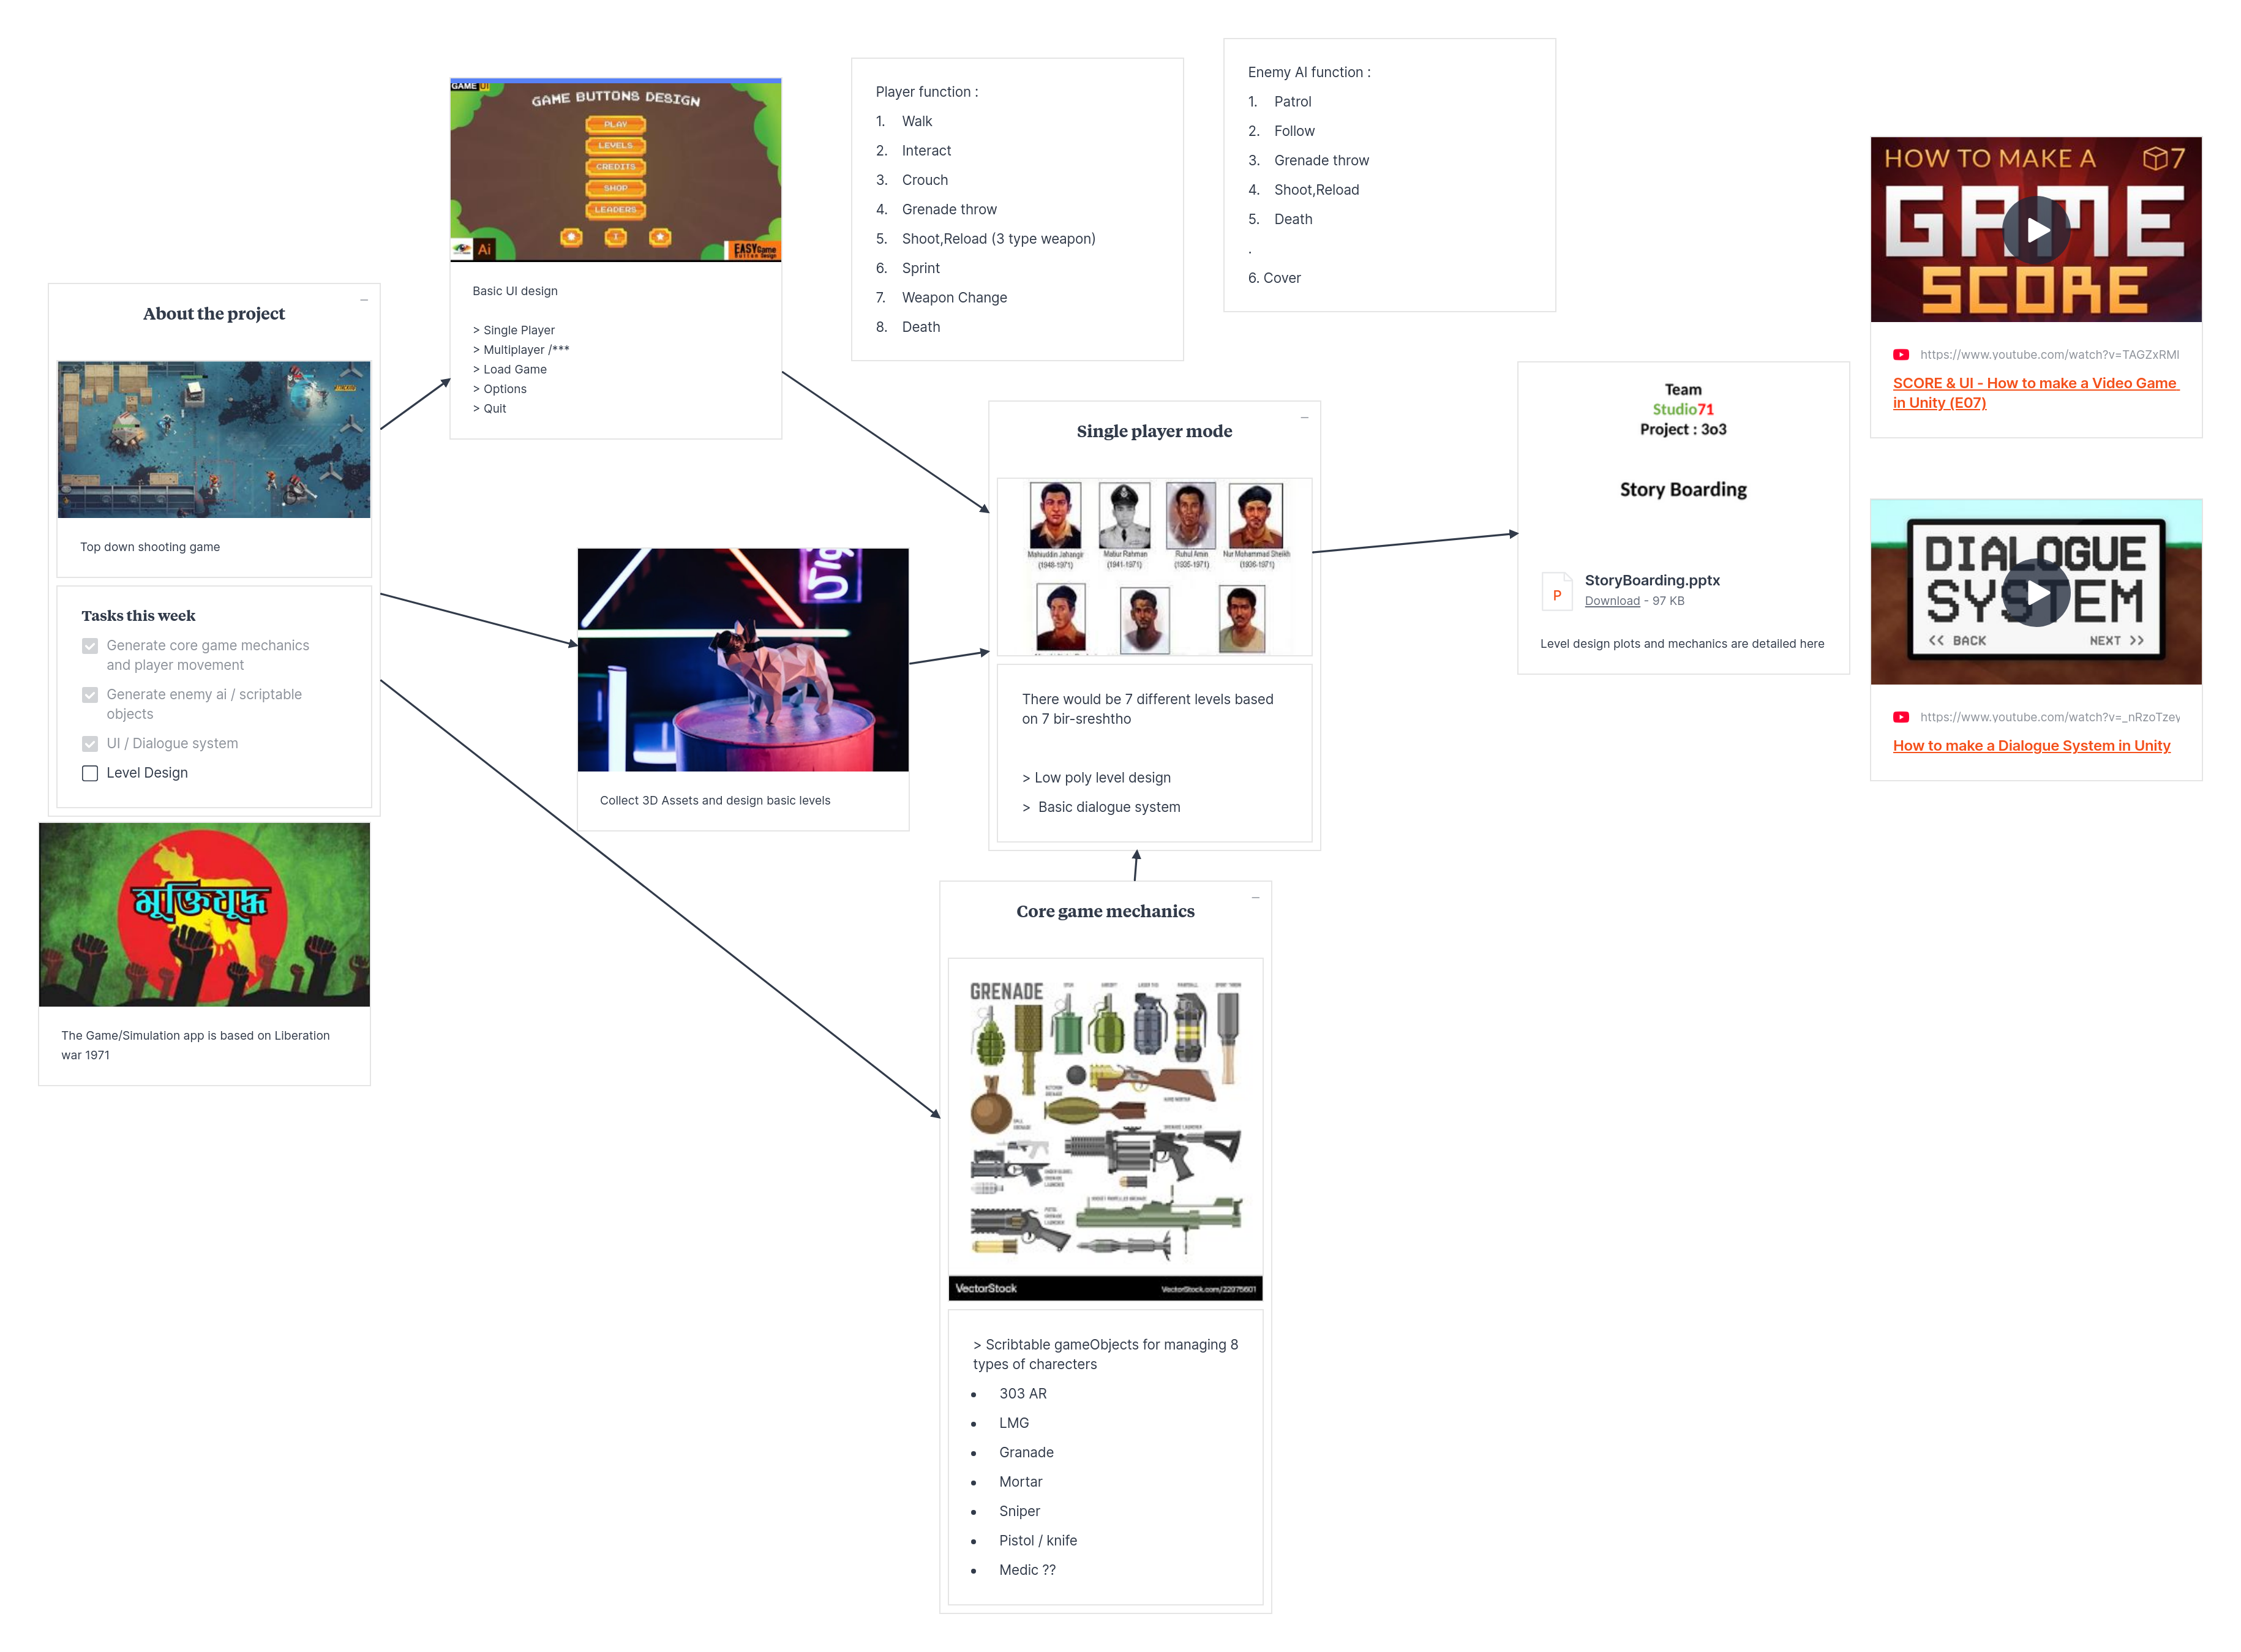 About the project
Top down shooting game
Tasks this week
Generate core game mechanics
and player movement
Generate enemy ai / scriptable
objects
UI / Dialogue system
Level Design
মুক্তিযুদ্ধ
The Game/Simulation app is based on Liberation
war 1971
GAME UI
GAME BUTTONS DESIGN
PLAY
LEVELS
CREDITS
SHOP
LEADERS
Ai
EASY Game
Button Design
Basic UI design
> Single Player
> Multiplayer /***
> Load Game
> Options
> Quit
Collect 3D Assets and design basic levels
Player function :
1. Walk
2. Interact
3. Crouch
4. Grenade throw
5. Shoot,Reload (3 type weapon)
6. Sprint
7. Weapon Change
8. Death
Enemy AI function :
1. Patrol
2. Follow
3. Grenade throw
4. Shoot,Reload
5. Death
.
6. Cover
Single player mode
Mohiuddin Jahangir
Matiur Rahman
Ruhul Amin
Nur Mohammad Sheikh
(1948-1971)
(1941-1971)
(1935-1971)
(1936-1971)
There would be 7 different levels based
on 7 bir-sreshtho
> Low poly level design
> Basic dialogue system
Core game mechanics
GRENADE
VectorStock
VectorStock.com/22975601
> Scribtable gameObjects for managing 8
types of charecters
• 303 AR
• LMG
• Granade
• Mortar
• Sniper
• Pistol / knife
• Medic ??
Team
Studio71
Project : 3o3
Story Boarding
P
StoryBoarding.pptx
Download - 97 KB
Level design plots and mechanics are detailed here
HOW TO MAKE A
7
GAME
SCORE
https://www.youtube.com/watch?v=TAGZxRMI
SCORE & UI - How to make a Video Game
in Unity (E07)
DIALOGUE
SYSTEM
<< BACK
NEXT >>
https://www.youtube.com/watch?v=_nRzoTzey
How to make a Dialogue System in Unity